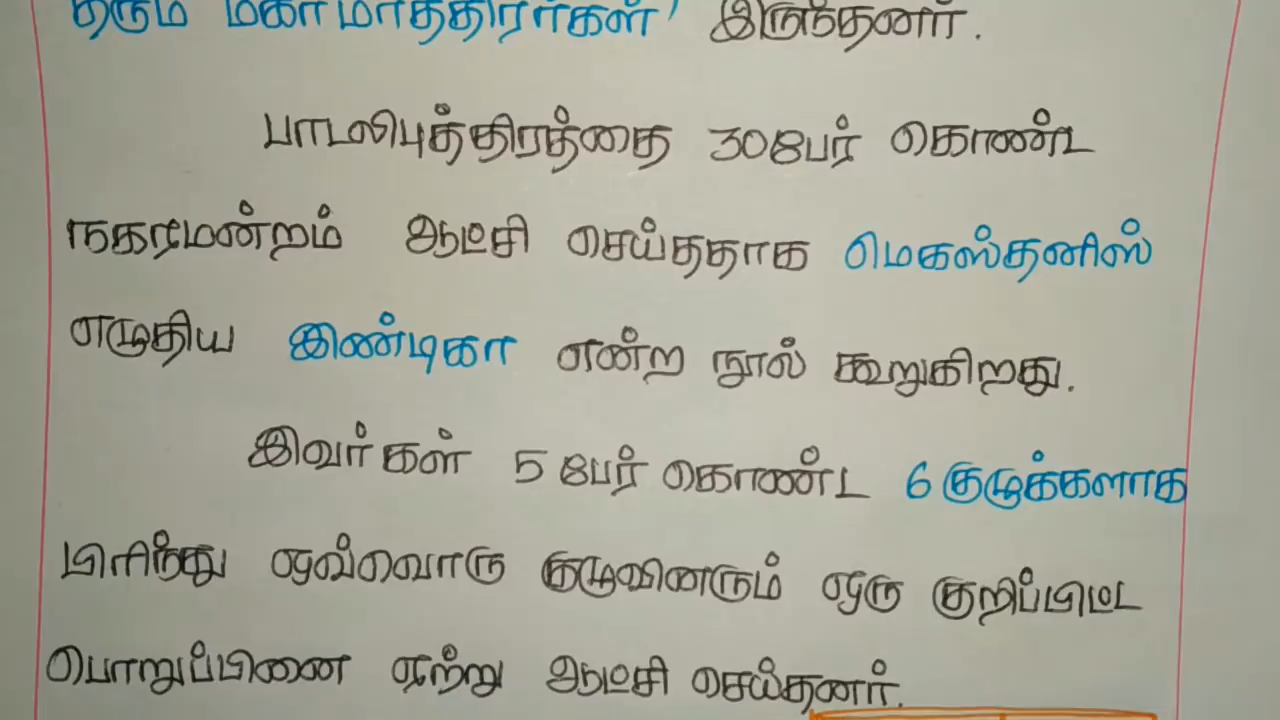 தரும மகாமாத்திரர்கள்' இருந்தனர்.
பாடலிபுத்திரத்தை 30பேர் கொண்ட
நகரமன்றம் ஆட்சி செய்ததாக மெகஸ்தனிஸ்
எழுதிய இண்டிகா என்ற நூல் கூறுகிறது.
இவர்கள் 5 பேர் கொண்ட 6 குழுக்களாக
பிரிந்து ஒவ்வொரு குழுவினரும் ஒரு குறிப்பிட்ட
பொறுப்பினை ஏற்று ஆட்சி செய்தனர்.